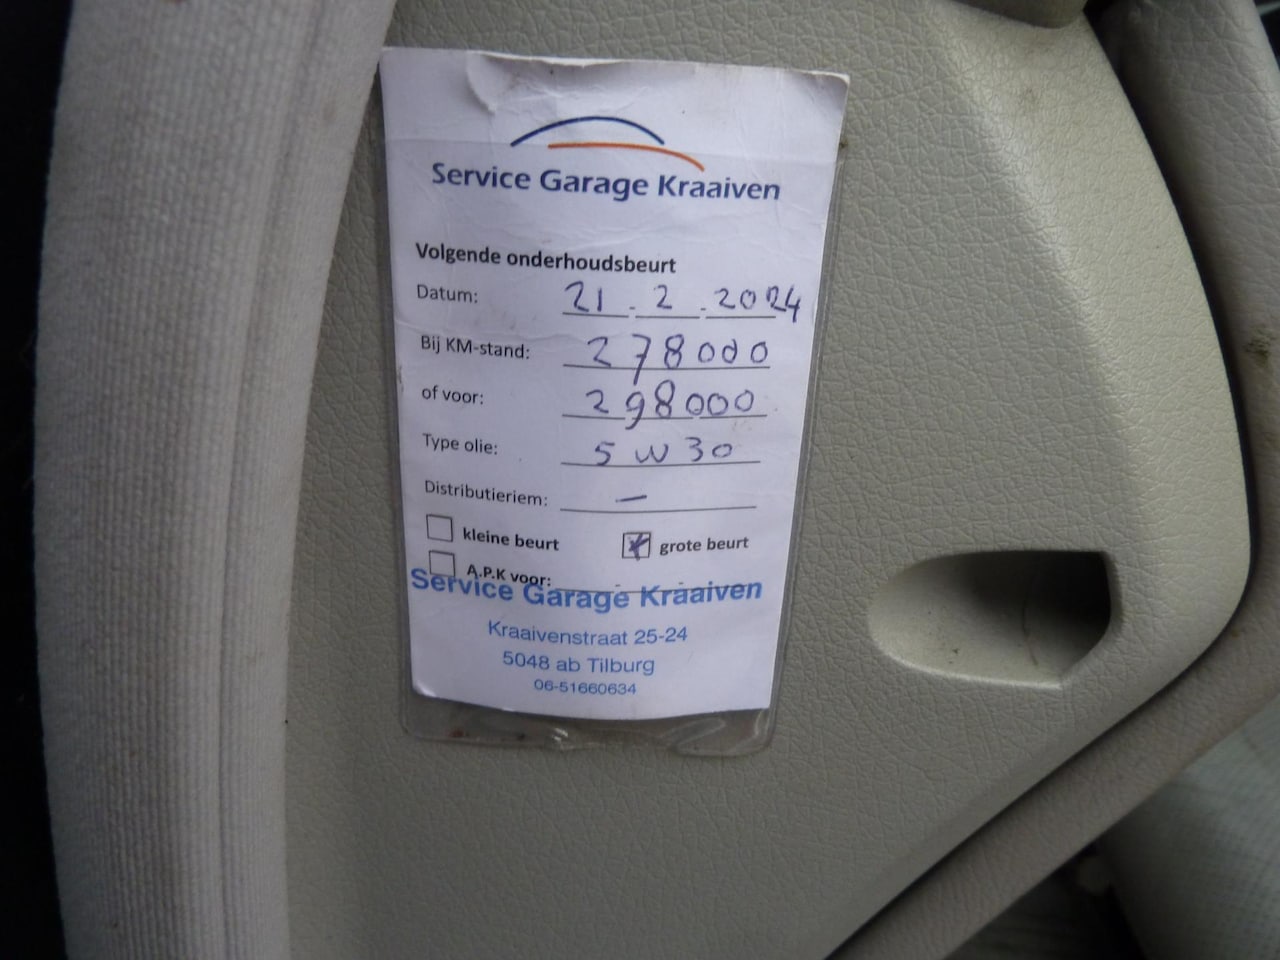 Service Garage Kraaiven
Volgende onderhoudsbeurt
Datum: 21.2.2024
Bij KM-stand: 278000
of voor: 298000
Type olie: 5W30
Distributieriem: —
kleine beurt grote beurt
A.P.K voor:
Service Garage Kraaiven
Kraaivenstraat 25-24
5048 ab Tilburg
06-51660634